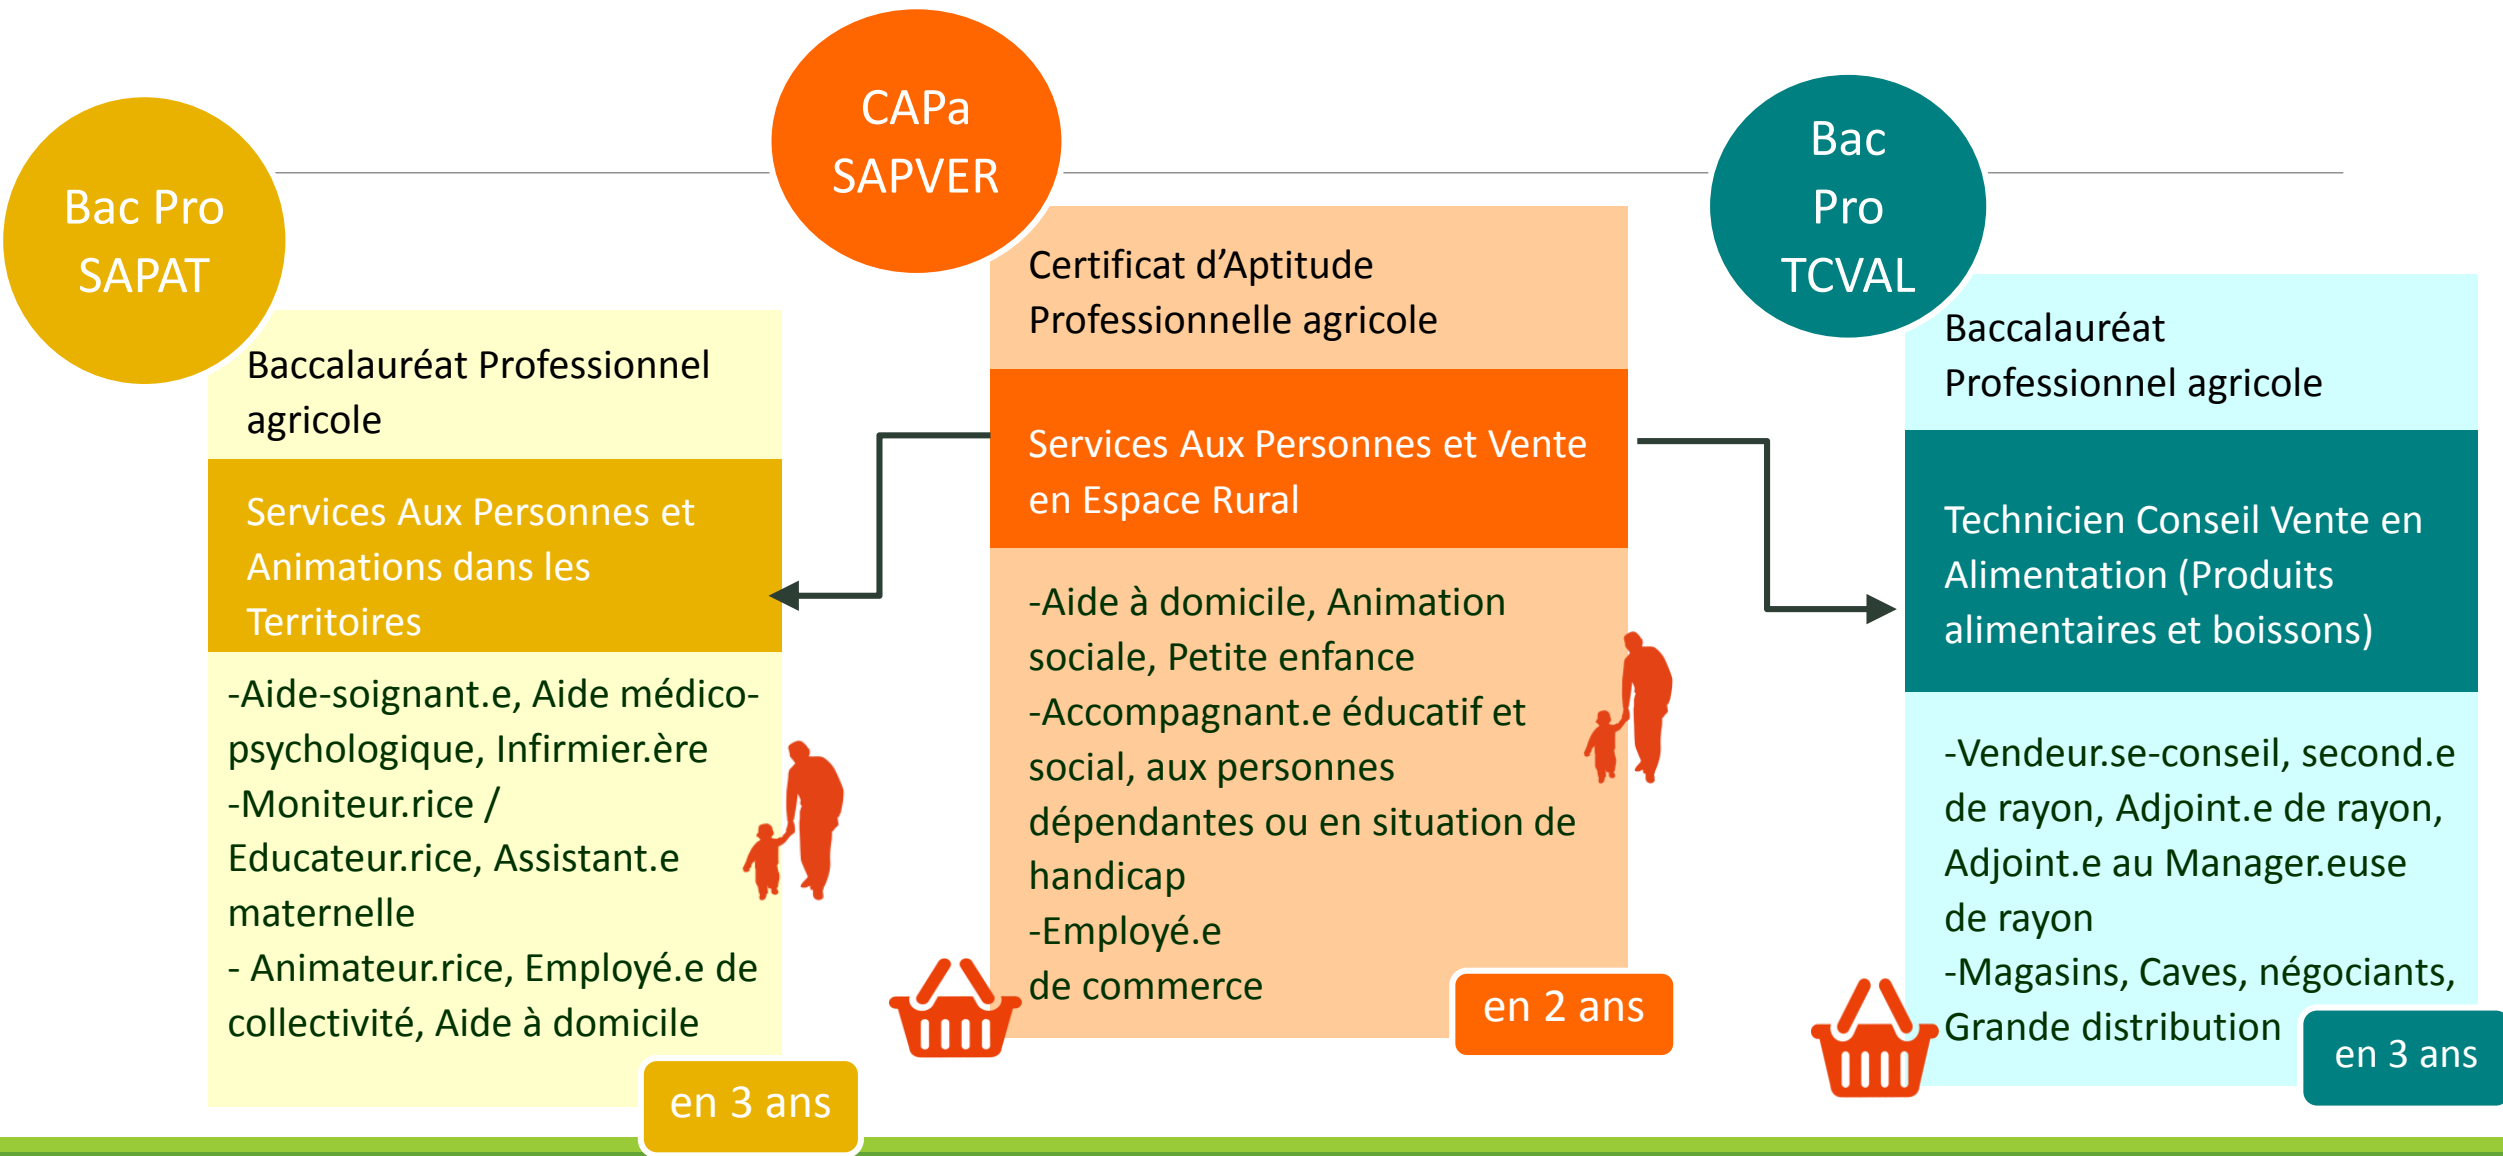 Bac Pro
SAPAT
Baccalauréat Professionnel
agricole
Services Aux Personnes et
Animations dans les
Territoires
-Aide-soignant.e, Aide médico-
psychologique, Infirmier.ère
-Moniteur.rice /
Educateur.rice, Assistant.e
maternelle
- Animateur.rice, Employé.e de
collectivité, Aide à domicile
en 3 ans
CAPa
SAPVER
Certificat d’Aptitude
Professionnelle agricole
Services Aux Personnes et Vente
en Espace Rural
-Aide à domicile, Animation
sociale, Petite enfance
-Accompagnant.e éducatif et
social, aux personnes
dépendantes ou en situation de
handicap
-Employé.e
de commerce
en 2 ans
Bac
Pro
TCVAL
Baccalauréat
Professionnel agricole
Technicien Conseil Vente en
Alimentation (Produits
alimentaires et boissons)
-Vendeur.se-conseil, second.e
de rayon, Adjoint.e de rayon,
Adjoint.e au Manager.euse
de rayon
-Magasins, Caves, négociants,
Grande distribution
en 3 ans